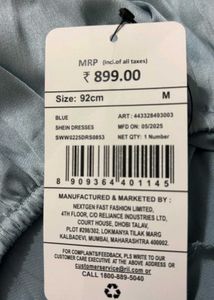 MRP (incl.of all taxes)
₹ 899.00
Size: 92cm M
BLUE ART: 443328493003
SHEIN DRESSES MFD ON: 05/2025
SWW0225DRS0853 NET QTY: 1 Number
8 909364 401145
MANUFACTURED & MARKETED BY :
NEXTGEN FAST FASHION LIMITED,
4TH FLOOR, C/O RELIANCE INDUSTRIES LTD,
COURT HOUSE, DHOBI TALAV,
PLOT #298/302, LOKMANYA TILAK MARG
KALBADEVI, MUMBAI, MAHARASHTRA 400002.
FOR COMPLAINTS/FEEDBACK, PLS WRITE TO OUR
CUSTOMER CARE EXECUTIVE AT THE ABOVE ADDRESS OR
customerservice@ril.com
CALL 1800-889-5040